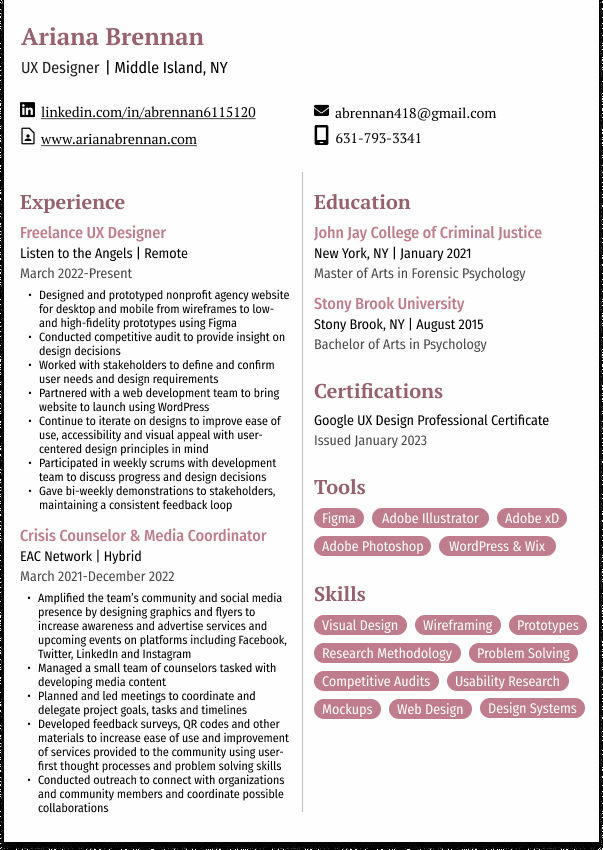 Ariana Brennan
UX Designer | Middle Island, NY
linkedin.com/in/abrennan6115120
www.arianabrennan.com
abrennan418@gmail.com
631-793-3341
Experience
Freelance UX Designer
Listen to the Angels | Remote
March 2022-Present
• Designed and prototyped nonprofit agency website
for desktop and mobile from wireframes to low-
and high-fidelity prototypes using Figma
• Conducted competitive audit to provide insight on
design decisions
• Worked with stakeholders to define and confirm
user needs and design requirements
• Partnered with a web development team to bring
website to launch using WordPress
• Continue to iterate on designs to improve ease of
use, accessibility and visual appeal with user-
centered design principles in mind
• Participated in weekly scrums with development
team to discuss progress and design decisions
• Gave bi-weekly demonstrations to stakeholders,
maintaining a consistent feedback loop
Crisis Counselor & Media Coordinator
EAC Network | Hybrid
March 2021-December 2022
• Amplified the team's community and social media
presence by designing graphics and flyers to
increase awareness and advertise services and
upcoming events on platforms including Facebook,
Twitter, LinkedIn and Instagram
• Managed a small team of counselors tasked with
developing media content
• Planned and led meetings to coordinate and
delegate project goals, tasks and timelines
• Developed feedback surveys, QR codes and other
materials to increase ease of use and improvement
of services provided to the community using user-
first thought processes and problem solving skills
• Conducted outreach to connect with organizations
and community members and coordinate possible
collaborations
Education
John Jay College of Criminal Justice
New York, NY | January 2021
Master of Arts in Forensic Psychology
Stony Brook University
Stony Brook, NY | August 2015
Bachelor of Arts in Psychology
Certifications
Google UX Design Professional Certificate
Issued January 2023
Tools
Figma Adobe Illustrator Adobe xD
Adobe Photoshop WordPress & Wix
Skills
Visual Design Wireframing Prototypes
Research Methodology Problem Solving
Competitive Audits Usability Research
Mockups Web Design Design Systems